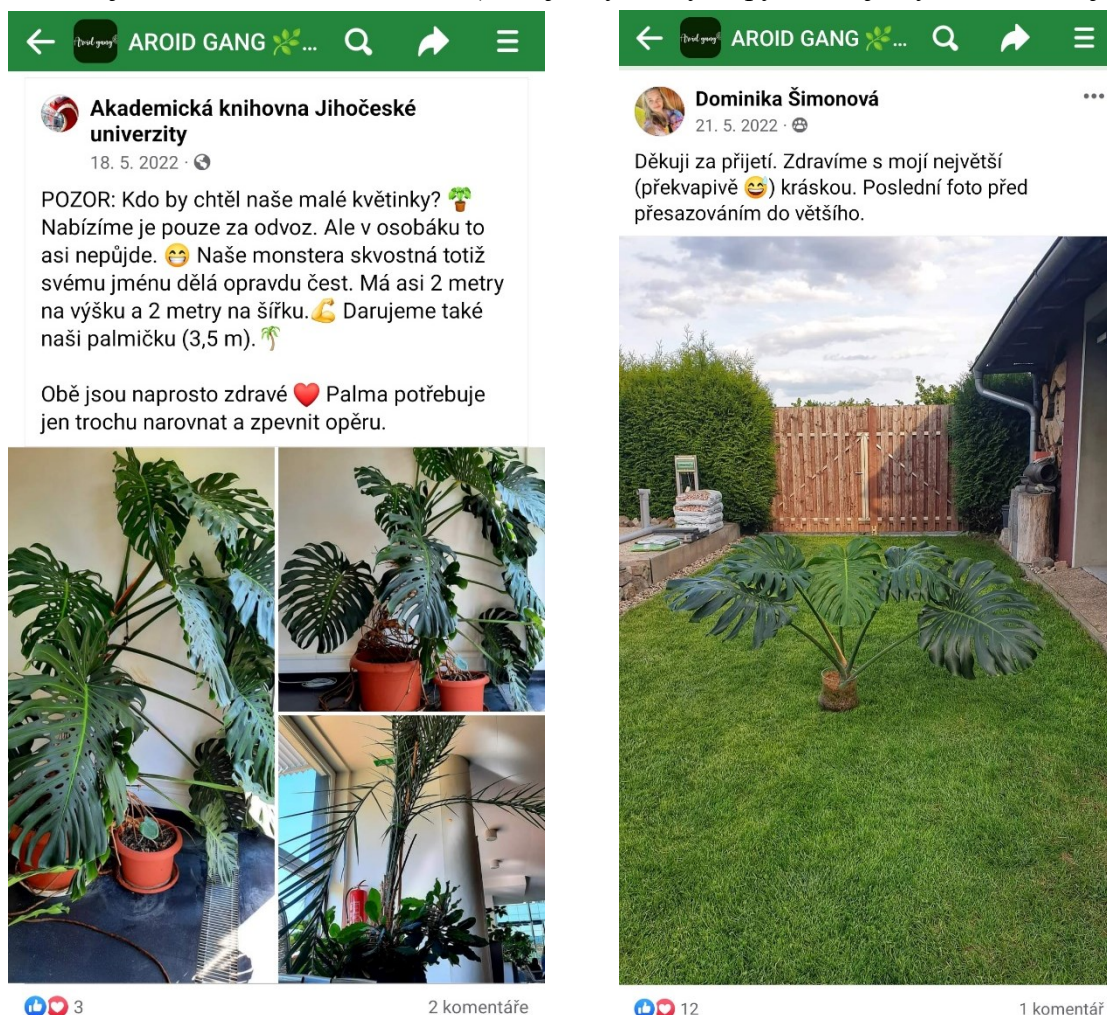 AROID GANG 🌿...
Akademická knihovna Jihočeské
univerzity
18. 5. 2022 ·
POZOR: Kdo by chtěl naše malé květinky? 🪴
Nabízíme je pouze za odvoz. Ale v osobáku to
asi nepůjde. 😁 Naše monstera skvostná totiž
svému jménu dělá opravdu čest. Má asi 2 metry
na výšku a 2 metry na šířku.💪 Darujeme také
naši palmičku (3,5 m).🌴
Obě jsou naprosto zdravé ❤️ Palma potřebuje
jen trochu narovnat a zpevnit opěru.
3
2 komentáře
AROID GANG 🌿...
Dominika Šimonová
21. 5. 2022 ·
Děkuji za přijetí. Zdravíme s mojí největší
(překvapivě 😅) kráskou. Poslední foto před
přesazováním do většího.
12
1 komentář